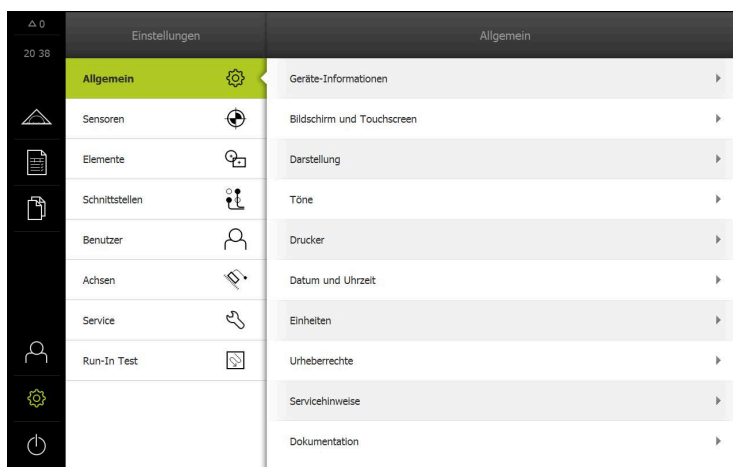 0
20 38
Einstellungen
Allgemein
Sensoren
Elemente
Schnittstellen
Benutzer
Achsen
Service
Run-In Test
Allgemein
Geräte-Informationen
Bildschirm und Touchscreen
Darstellung
Töne
Drucker
Datum und Uhrzeit
Einheiten
Urheberrechte
Servicehinweise
Dokumentation